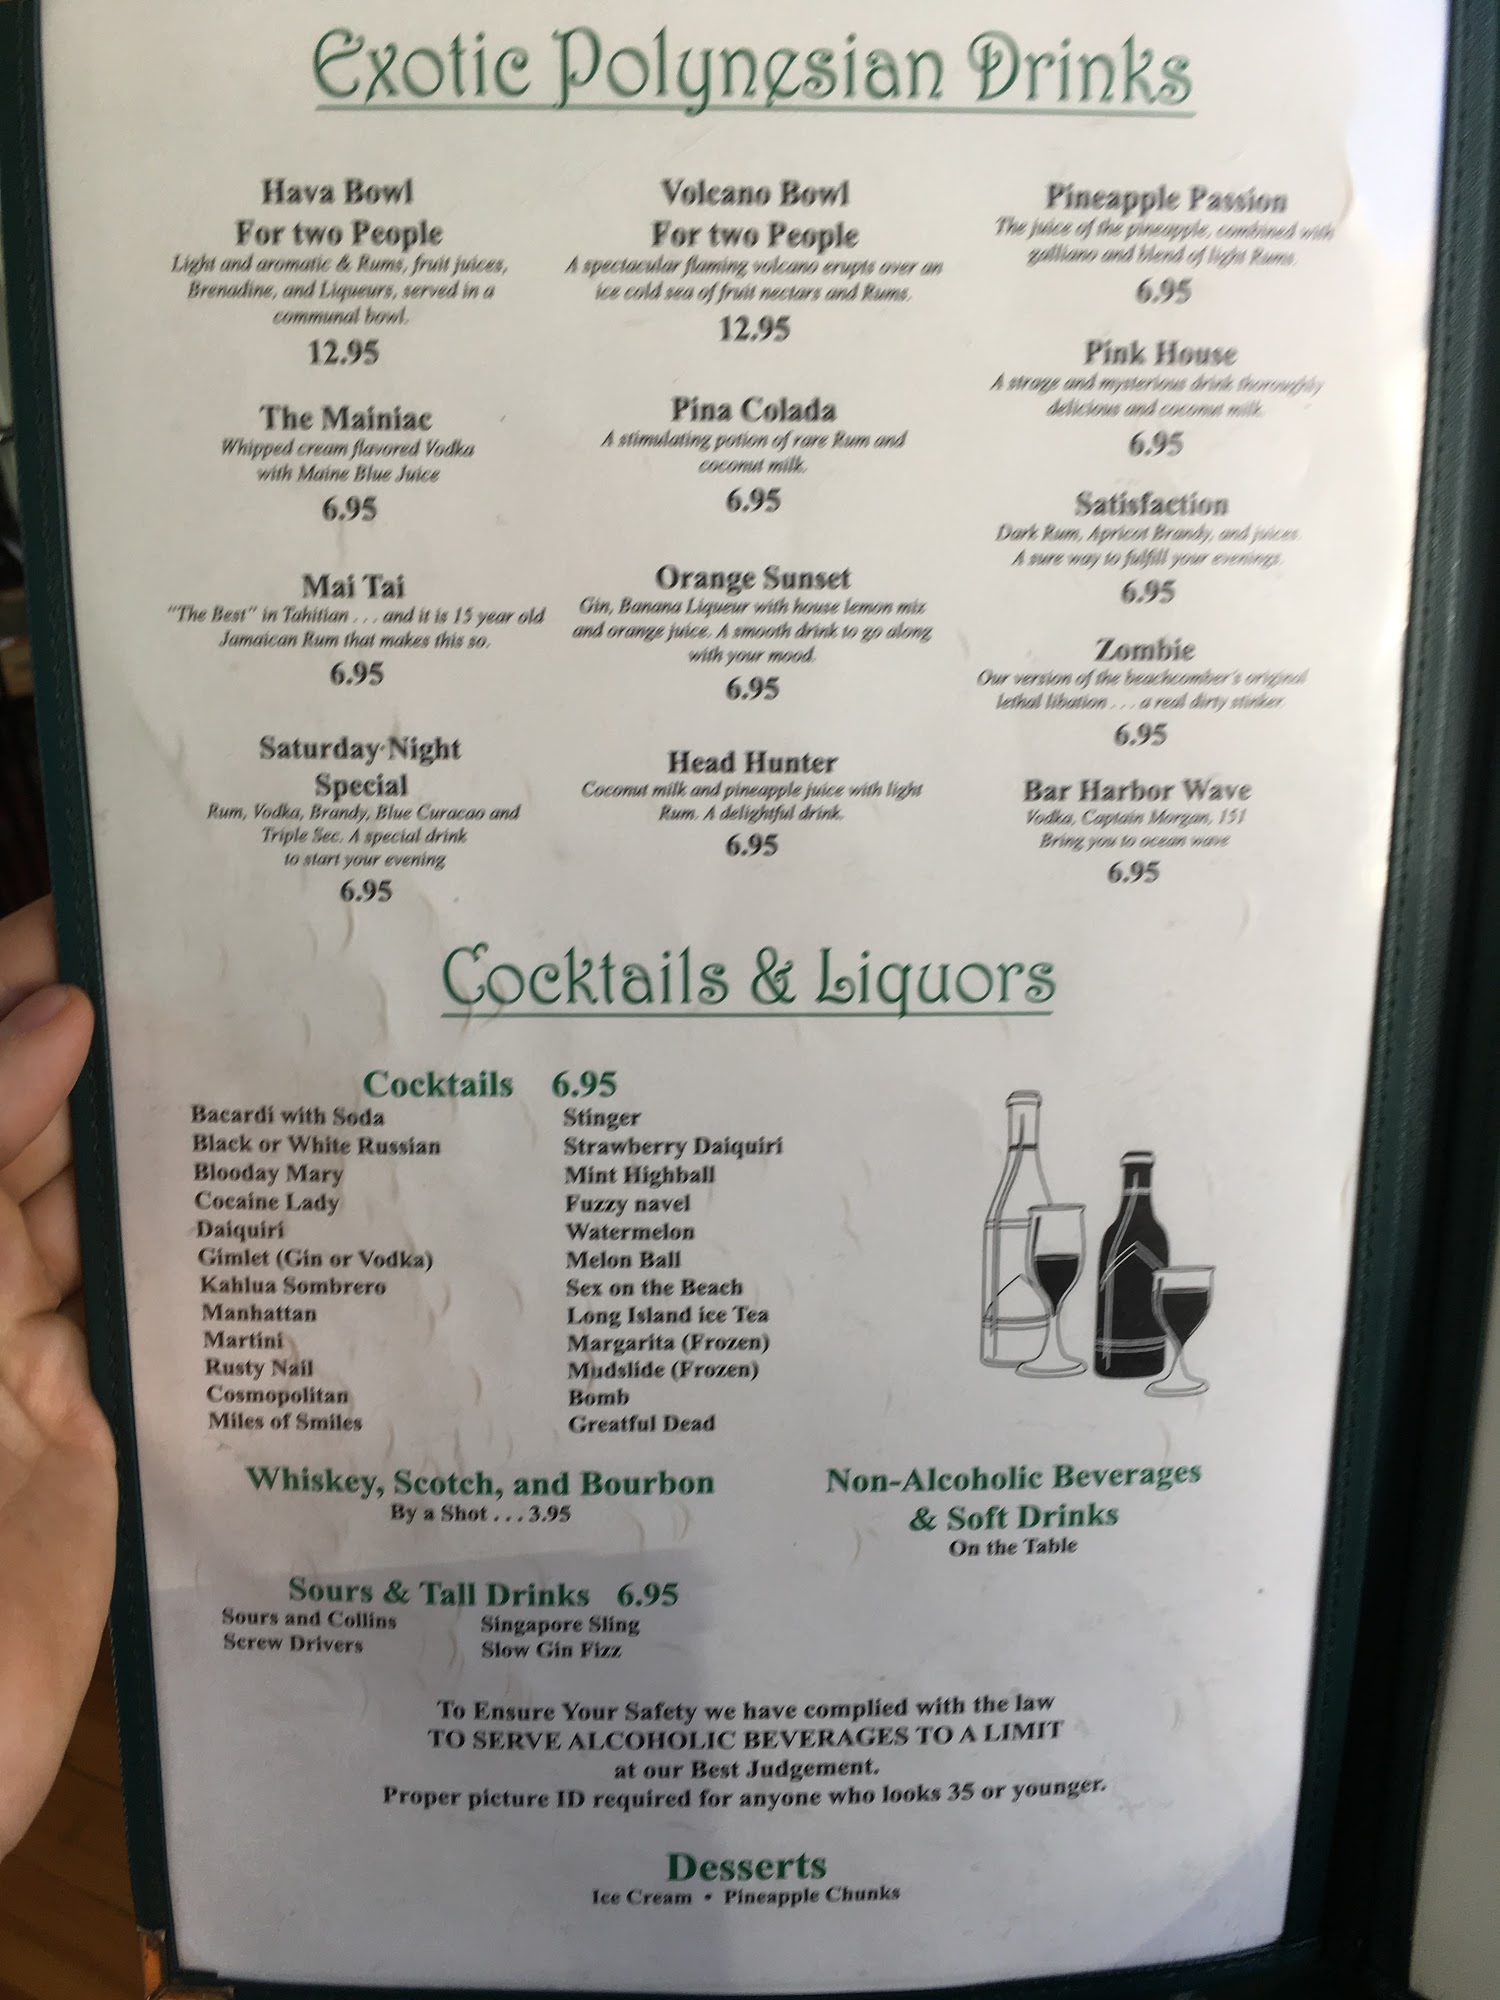 Exotic Polynesian Drinks
Hava Bowl
For two People
Light and aromatic & Rums, fruit juices,
Brenadine, and Liqueurs, served in a
communal bowl.
12.95
The Mainiac
Whipped cream flavored Vodka
with Maine Blue Juice
6.95
Mai Tai
"The Best" in Tahitian . . . and it is 15 year old
Jamaican Rum that makes this so.
6.95
Saturday Night
Special
Rum, Vodka, Brandy, Blue Curacao and
Triple Sec. A special drink
to start your evening
6.95
Volcano Bowl
For two People
A spectacular flaming volcano erupts over an
ice cold sea of fruit nectars and Rums.
12.95
Pina Colada
A stimulating potion of rare Rum and
coconut milk.
6.95
Orange Sunset
Gin, Banana Liqueur with house lemon mix
and orange juice. A smooth drink to go along
with your mood.
6.95
Head Hunter
Coconut milk and pineapple juice with light
Rum. A delightful drink.
6.95
Pineapple Passion
The juice of the pineapple, combined with
galliano and blend of light Rums.
6.95
Pink House
A strage and mysterious drink thoroughly
delicious and coconut milk.
6.95
Satisfaction
Dark Rum, Apricot Brandy, and juices.
A sure way to fulfill your evenings.
6.95
Zombie
Our version of the beachcomber's original
lethal libation . . . a real dirty stinker.
6.95
Bar Harbor Wave
Vodka, Captain Morgan, 151
Bring you to ocean wave
6.95
Cocktails & Liquors
Cocktails 6.95
Bacardi with Soda
Black or White Russian
Blooday Mary
Cocaine Lady
Daiquiri
Gimlet (Gin or Vodka)
Kahlua Sombrero
Manhattan
Martini
Rusty Nail
Cosmopolitan
Miles of Smiles
Stinger
Strawberry Daiquiri
Mint Highball
Fuzzy navel
Watermelon
Melon Ball
Sex on the Beach
Long Island ice Tea
Margarita (Frozen)
Mudslide (Frozen)
Bomb
Greatful Dead
Whiskey, Scotch, and Bourbon
By a Shot . . . 3.95
Non-Alcoholic Beverages
& Soft Drinks
On the Table
Sours & Tall Drinks 6.95
Sours and Collins
Screw Drivers
Singapore Sling
Slow Gin Fizz
To Ensure Your Safety we have complied with the law
TO SERVE ALCOHOLIC BEVERAGES TO A LIMIT
at our Best Judgement.
Proper picture ID required for anyone who looks 35 or younger.
Desserts
Ice Cream • Pineapple Chunks